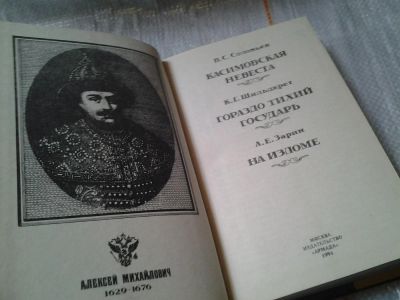 АЛЕКСЕЙ МИХАЙЛОВИЧ
1629-1676
В. С. Соловьев
КАСИМОВСКАЯ
НЕВЕСТА
К. Г. Шильдкрет
ГОРАЗДО ТИХИЙ
ГОСУДАРЬ
А. Е. Зарин
НА ИЗЛОМЕ
МОСКВА
ИЗДАТЕЛЬСТВО
«АРМАДА»
1994